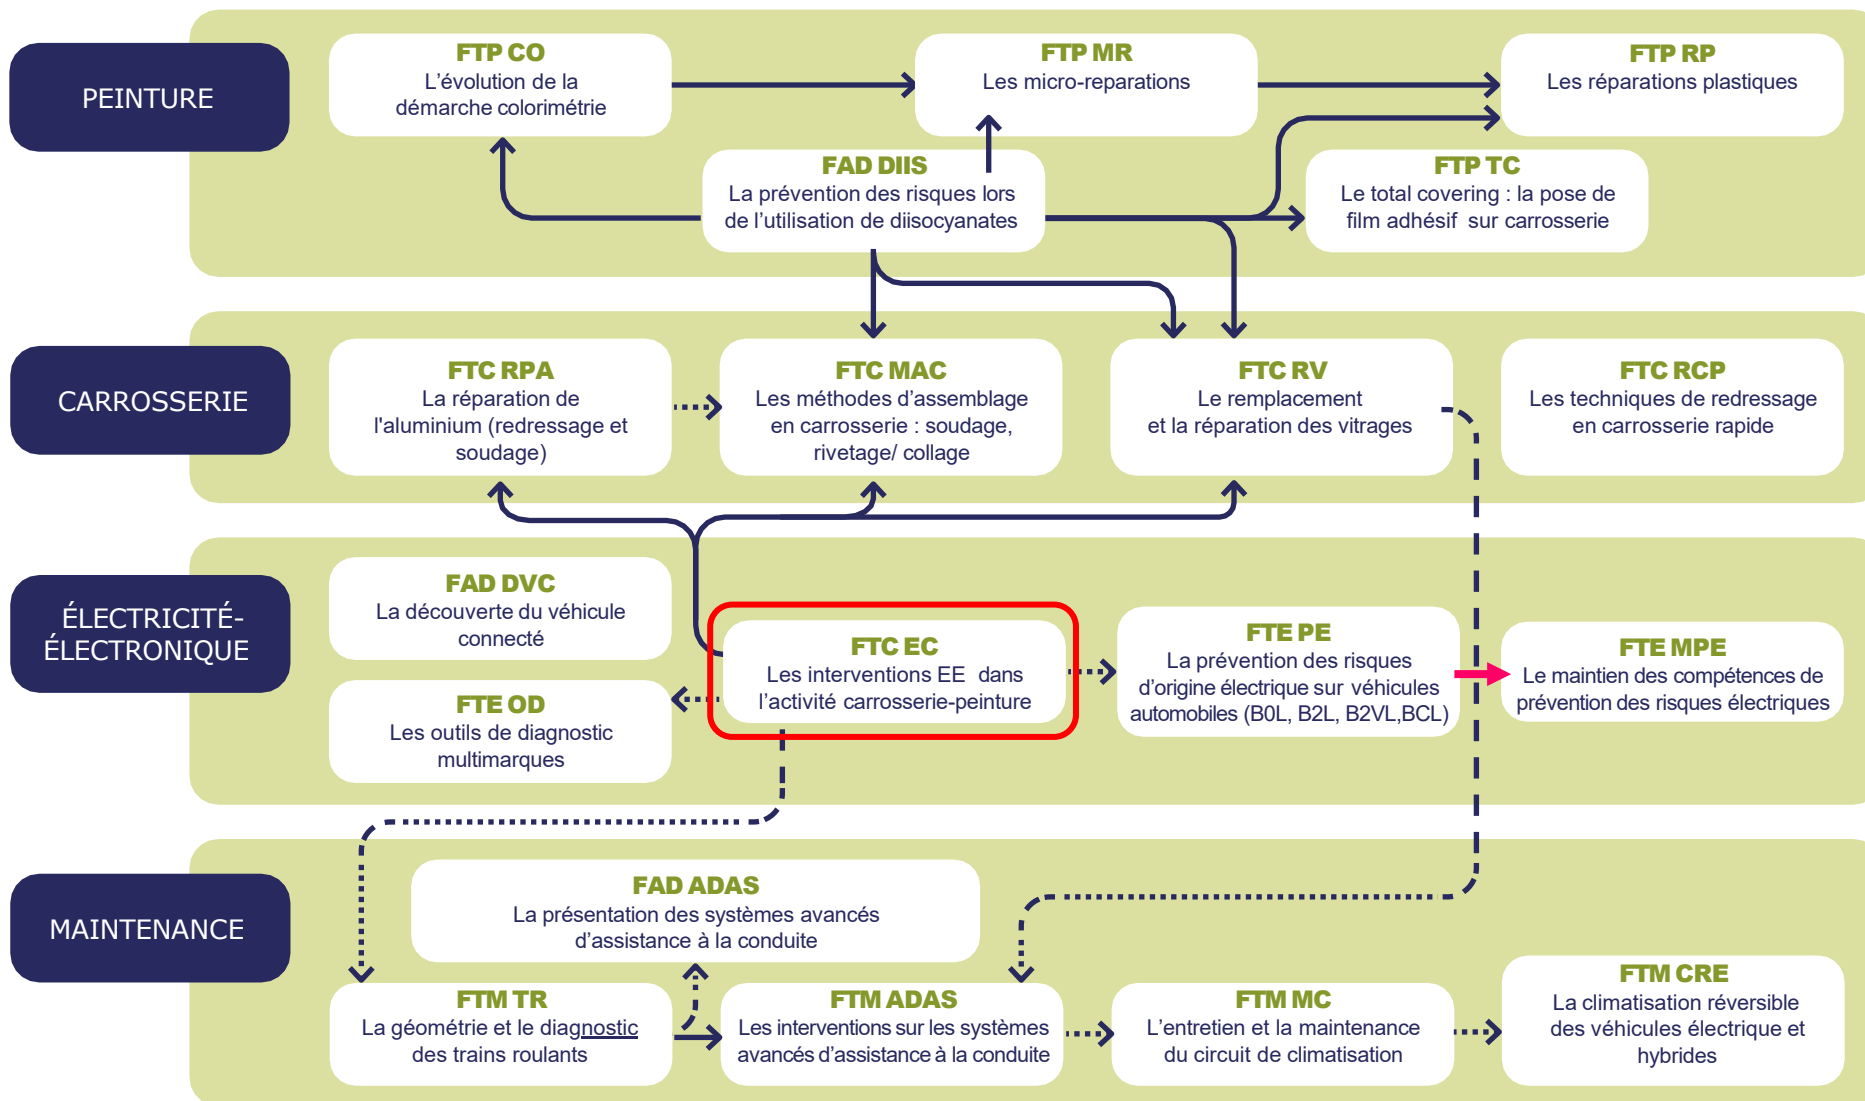 PEINTURE
FTP CO
L'évolution de la
démarche colorimétrie
FTP MR
Les micro-reparations
FTP RP
Les réparations plastiques
FAD DIIS
La prévention des risques lors
de l'utilisation de diisocyanates
FTP TC
Le total covering : la pose de
film adhésif sur carrosserie
CARROSSERIE
FTC RPA
La réparation de
l'aluminium (redressage et
soudage)
FTC MAC
Les méthodes d'assemblage
en carrosserie : soudage,
rivetage/ collage
FTC RV
Le remplacement
et la réparation des vitrages
FTC RCP
Les techniques de redressage
en carrosserie rapide
ÉLECTRICITÉ-
ÉLECTRONIQUE
FAD DVC
La découverte du véhicule
connecté
FTE OD
Les outils de diagnostic
multimarques
FTC EC
Les interventions EE dans
l'activité carrosserie-peinture
FTE PE
La prévention des risques
d'origine électrique sur véhicules
automobiles (B0L, B2L, B2VL,BCL)
FTE MPE
Le maintien des compétences de
prévention des risques électriques
MAINTENANCE
FAD ADAS
La présentation des systèmes avancés
d'assistance à la conduite
FTM TR
La géométrie et le diagnostic
des trains roulants
FTM ADAS
Les interventions sur les systèmes
avancés d'assistance à la conduite
FTM MC
L'entretien et la maintenance
du circuit de climatisation
FTM CRE
La climatisation réversible
des véhicules électrique et
hybrides